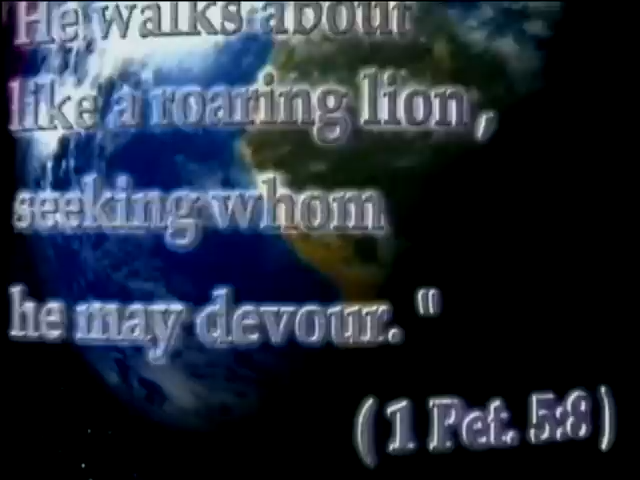 He walks about
like a roaring lion,
seeking whom
he may devour."
(1 Pet. 5:8)